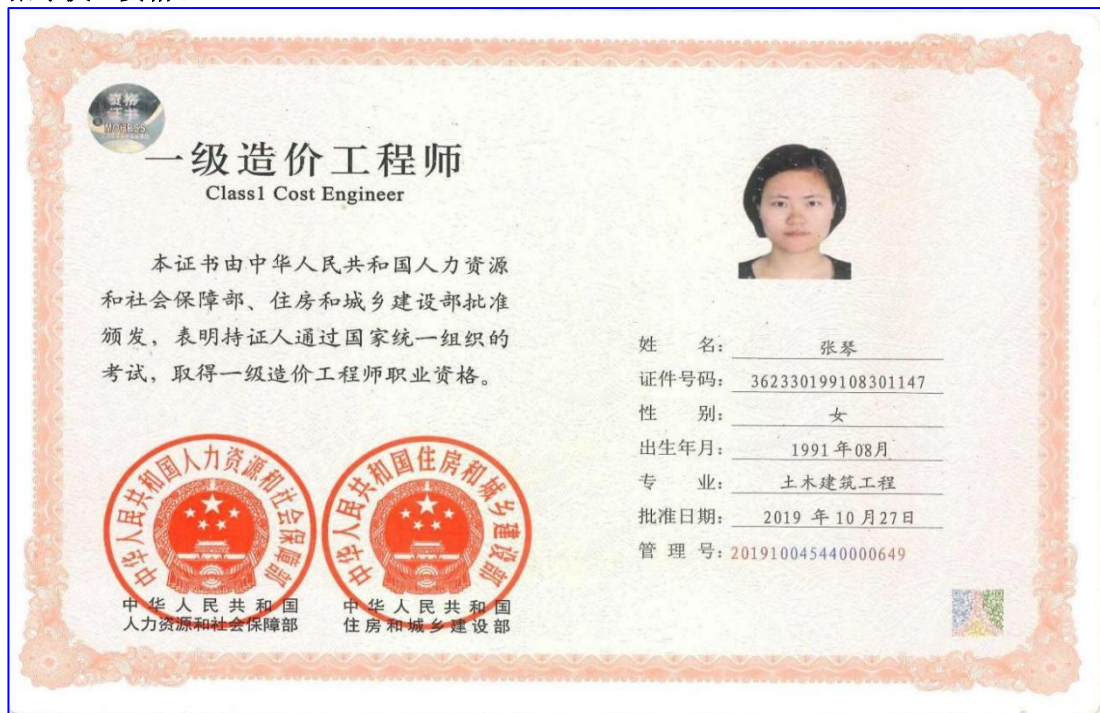 资格
证书
MOHRSS
一级造价工程师
Class1 Cost Engineer
本证书由中华人民共和国人力资源
和社会保障部、住房和城乡建设部批准
颁发，表明持证人通过国家统一组织的
考试，取得一级造价工程师职业资格。
中华人民共和国人力资源和社会保障部
中华人民共和国住房和城乡建设部
中华人民共和国
人力资源和社会保障部
中华人民共和国
住房和城乡建设部
姓 名：张琴
证件号码：362330199108301147
性 别：女
出生年月：1991年08月
专 业：土木建筑工程
批准日期：2019 年 10 月27日
管 理 号：201910045440000649